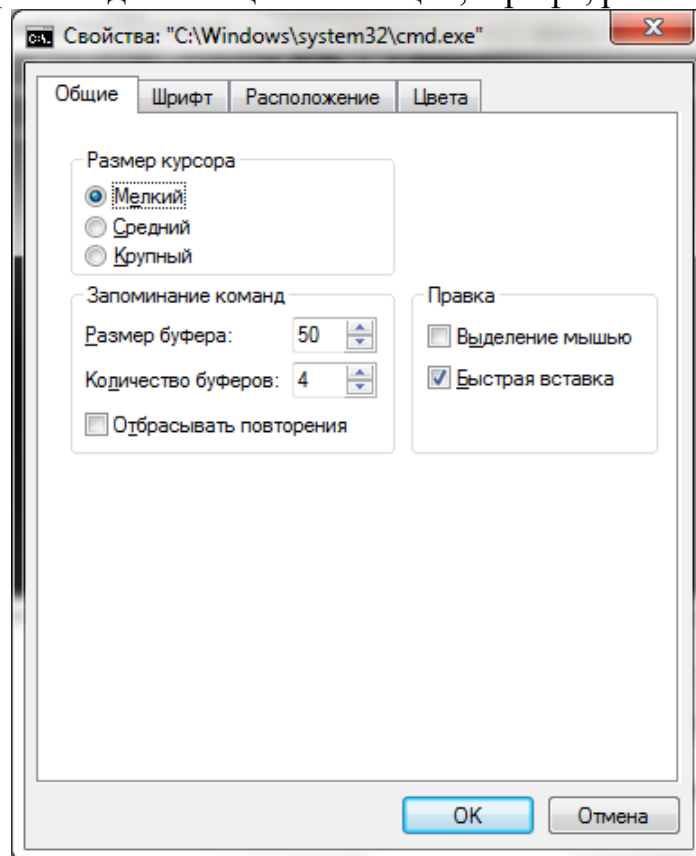 Свойства: "C:\Windows\system32\cmd.exe"
Общие Шрифт Расположение Цвета
Размер курсора
Мелкий
Средний
Крупный
Запоминание команд
Размер буфера: 50
Количество буферов: 4
Отбрасывать повторения
Правка
Выделение мышью
Быстрая вставка
ОК Отмена